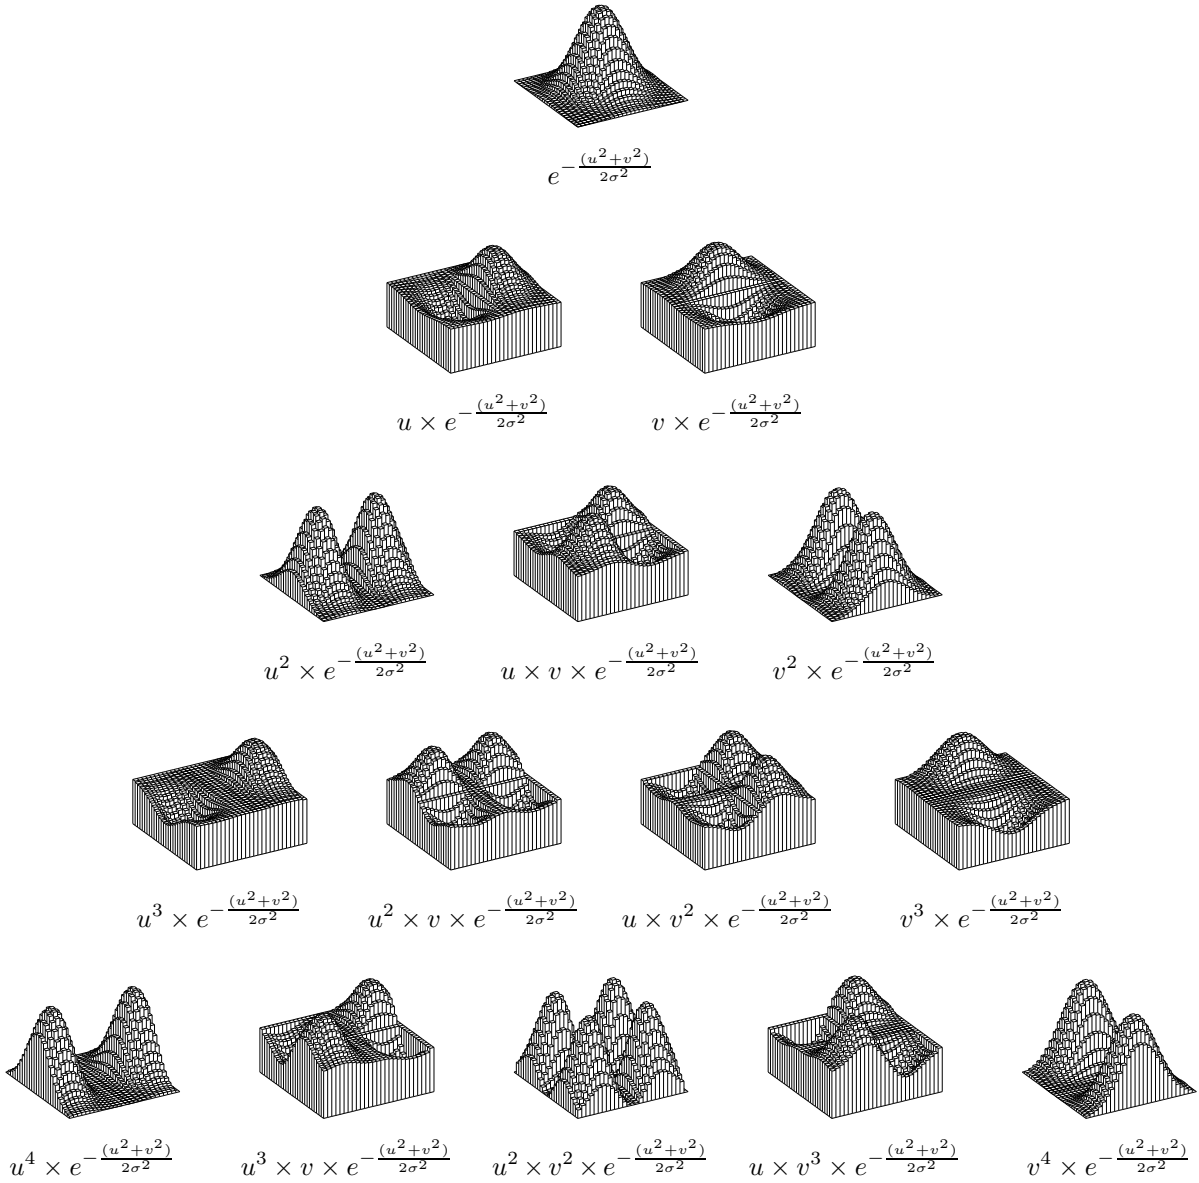 $e^{-\frac{(u^2+v^2)}{2\sigma^2}}$
$u \times e^{-\frac{(u^2+v^2)}{2\sigma^2}}$ $v \times e^{-\frac{(u^2+v^2)}{2\sigma^2}}$
$u^2 \times e^{-\frac{(u^2+v^2)}{2\sigma^2}}$ $u \times v \times e^{-\frac{(u^2+v^2)}{2\sigma^2}}$ $v^2 \times e^{-\frac{(u^2+v^2)}{2\sigma^2}}$
$u^3 \times e^{-\frac{(u^2+v^2)}{2\sigma^2}}$ $u^2 \times v \times e^{-\frac{(u^2+v^2)}{2\sigma^2}}$ $u \times v^2 \times e^{-\frac{(u^2+v^2)}{2\sigma^2}}$ $v^3 \times e^{-\frac{(u^2+v^2)}{2\sigma^2}}$
$u^4 \times e^{-\frac{(u^2+v^2)}{2\sigma^2}}$ $u^3 \times v \times e^{-\frac{(u^2+v^2)}{2\sigma^2}}$ $u^2 \times v^2 \times e^{-\frac{(u^2+v^2)}{2\sigma^2}}$ $u \times v^3 \times e^{-\frac{(u^2+v^2)}{2\sigma^2}}$ $v^4 \times e^{-\frac{(u^2+v^2)}{2\sigma^2}}$